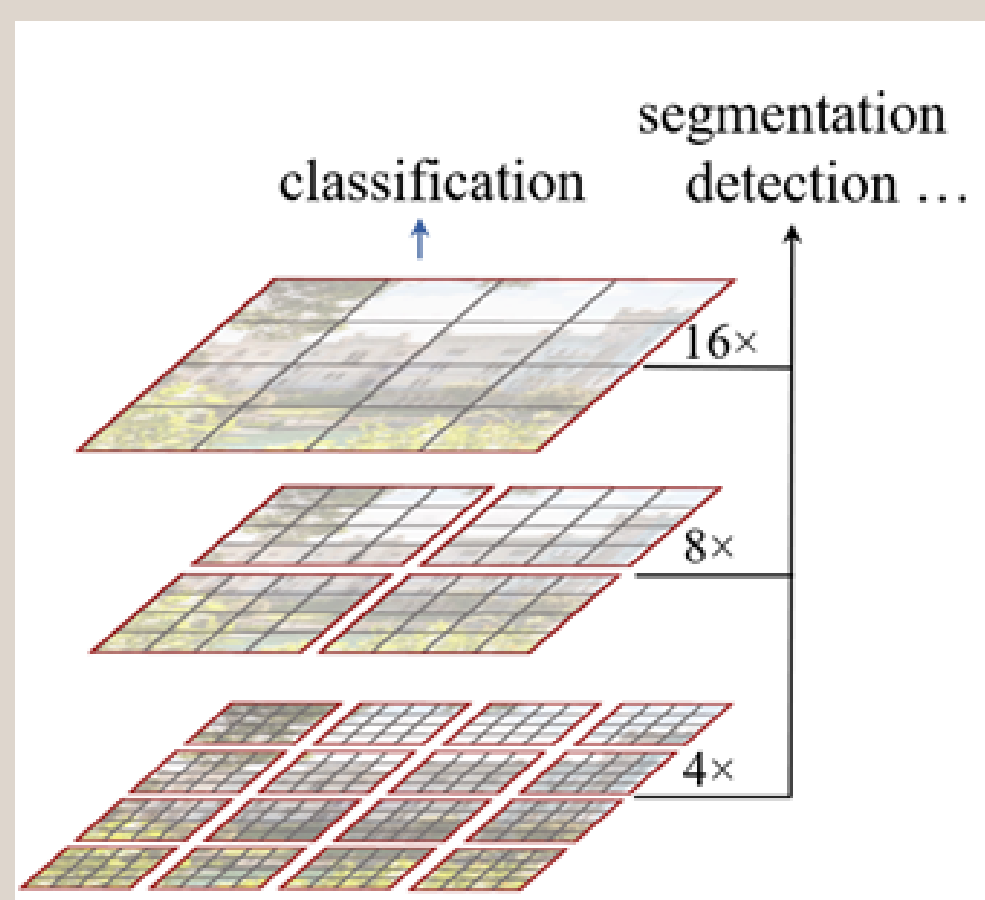 segmentation
classification
detection …
16×
8×
4×